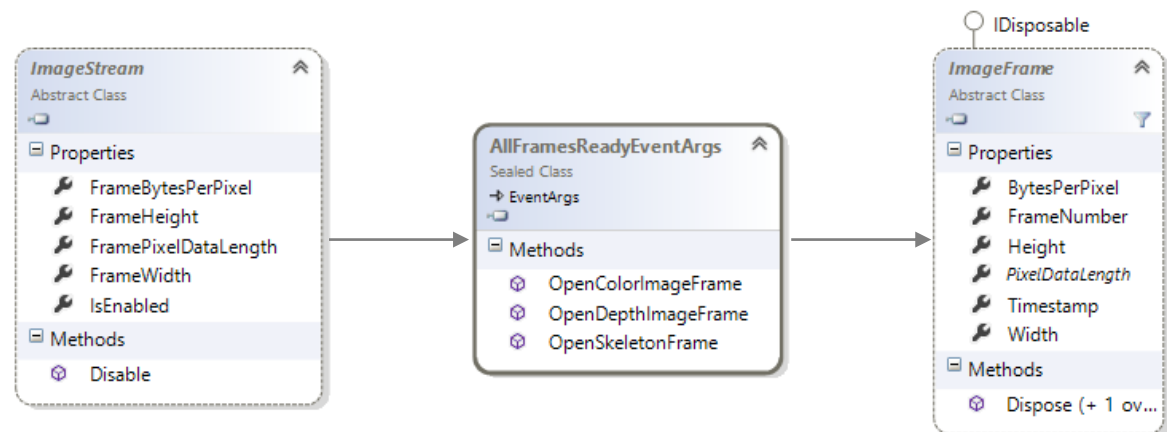 ImageStream
Abstract Class
Properties
FrameBytesPerPixel
FrameHeight
FramePixelDataLength
FrameWidth
IsEnabled
Methods
Disable
AllFramesReadyEventArgs
Sealed Class
EventArgs
Methods
OpenColorImageFrame
OpenDepthImageFrame
OpenSkeletonFrame
IDisposable
ImageFrame
Abstract Class
Properties
BytesPerPixel
FrameNumber
Height
PixelDataLength
Timestamp
Width
Methods
Dispose (+ 1 ov...